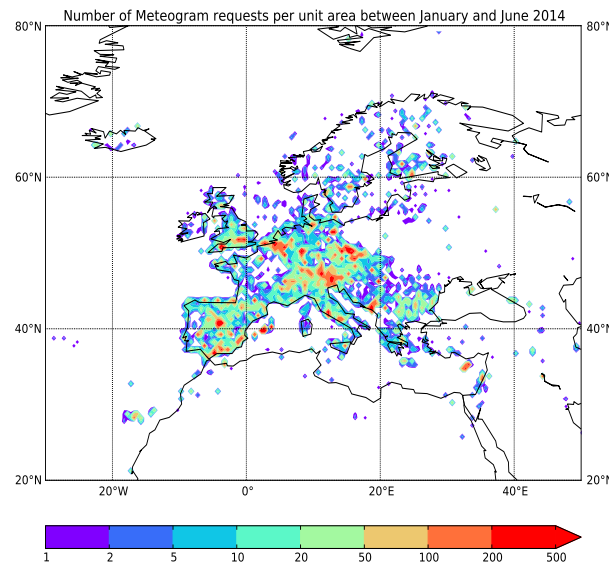 Number of Meteogram requests per unit area between January and June 2014
80°N 80°N
60°N 60°N
40°N 40°N
20°N 20°N
20°W 0° 20°E 40°E
1 2 5 10 20 50 100 200 500